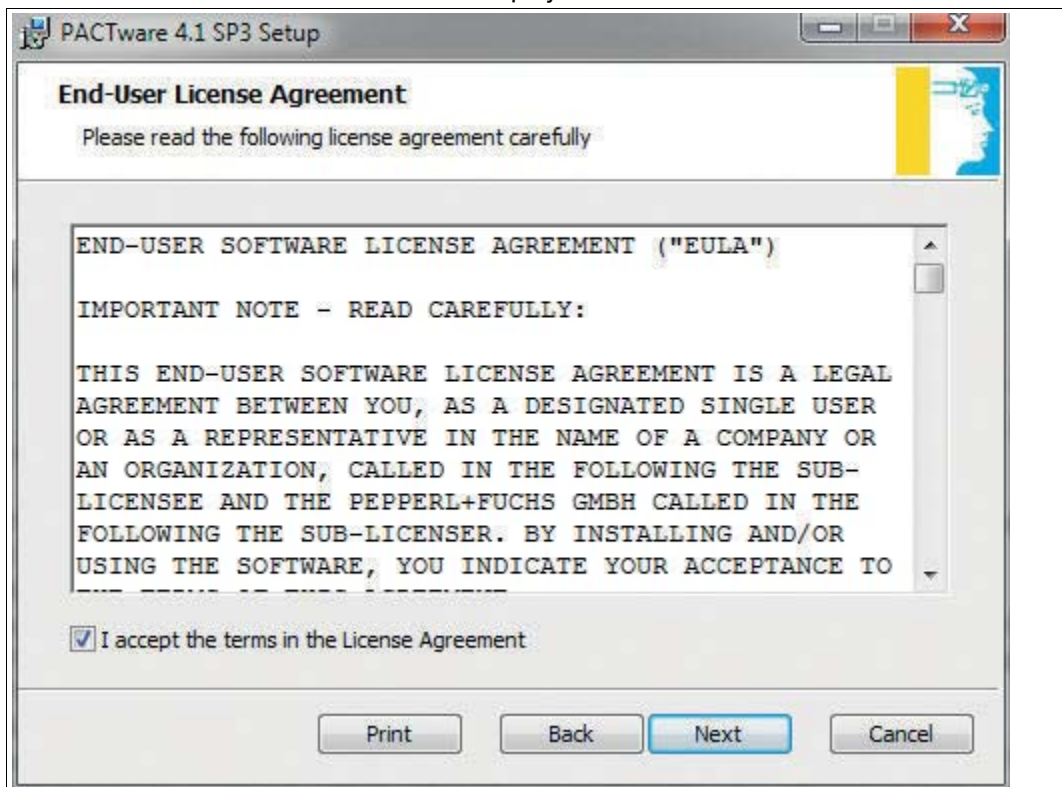 PACTware 4.1 SP3 Setup
End-User License Agreement
Please read the following license agreement carefully
END-USER SOFTWARE LICENSE AGREEMENT ("EULA")
IMPORTANT NOTE - READ CAREFULLY:
THIS END-USER SOFTWARE LICENSE AGREEMENT IS A LEGAL
AGREEMENT BETWEEN YOU, AS A DESIGNATED SINGLE USER
OR AS A REPRESENTATIVE IN THE NAME OF A COMPANY OR
AN ORGANIZATION, CALLED IN THE FOLLOWING THE SUB-
LICENSEE AND THE PEPPERL+FUCHS GMBH CALLED IN THE
FOLLOWING THE SUB-LICENSER. BY INSTALLING AND/OR
USING THE SOFTWARE, YOU INDICATE YOUR ACCEPTANCE TO
I accept the terms in the License Agreement
Print Back Next Cancel